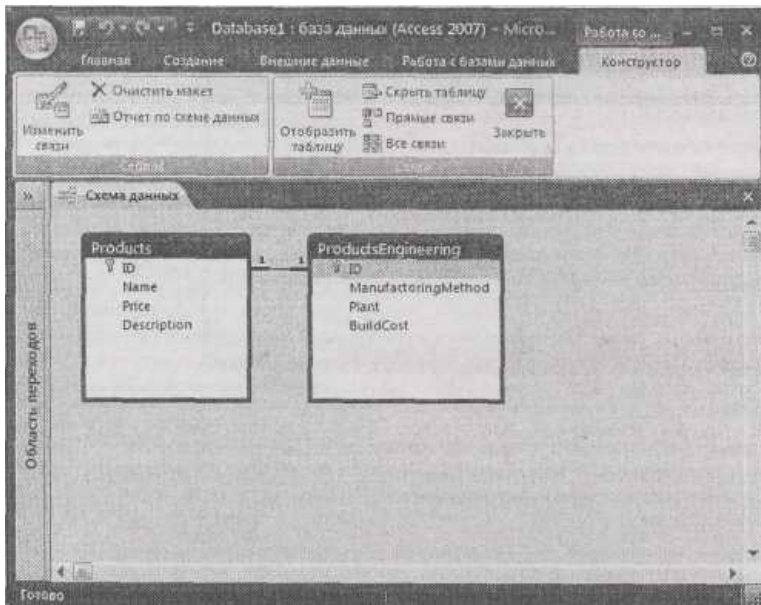 Database1 : база данных (Access 2007) - Micro...
Работа со ...
Главная Создание Внешние данные Работа с базами данных Конструктор
Изменить связи
Очистить макет
Отчет по схеме данных
Отобразить таблицу
Скрыть таблицу
Прямые связи
Все связи
Закрыть
Схема данных
Область переходов
Products
ID
Name
Price
Description
1 1
ProductsEngineering
ID
ManufactoringMethod
Plant
BuildCost
Готово